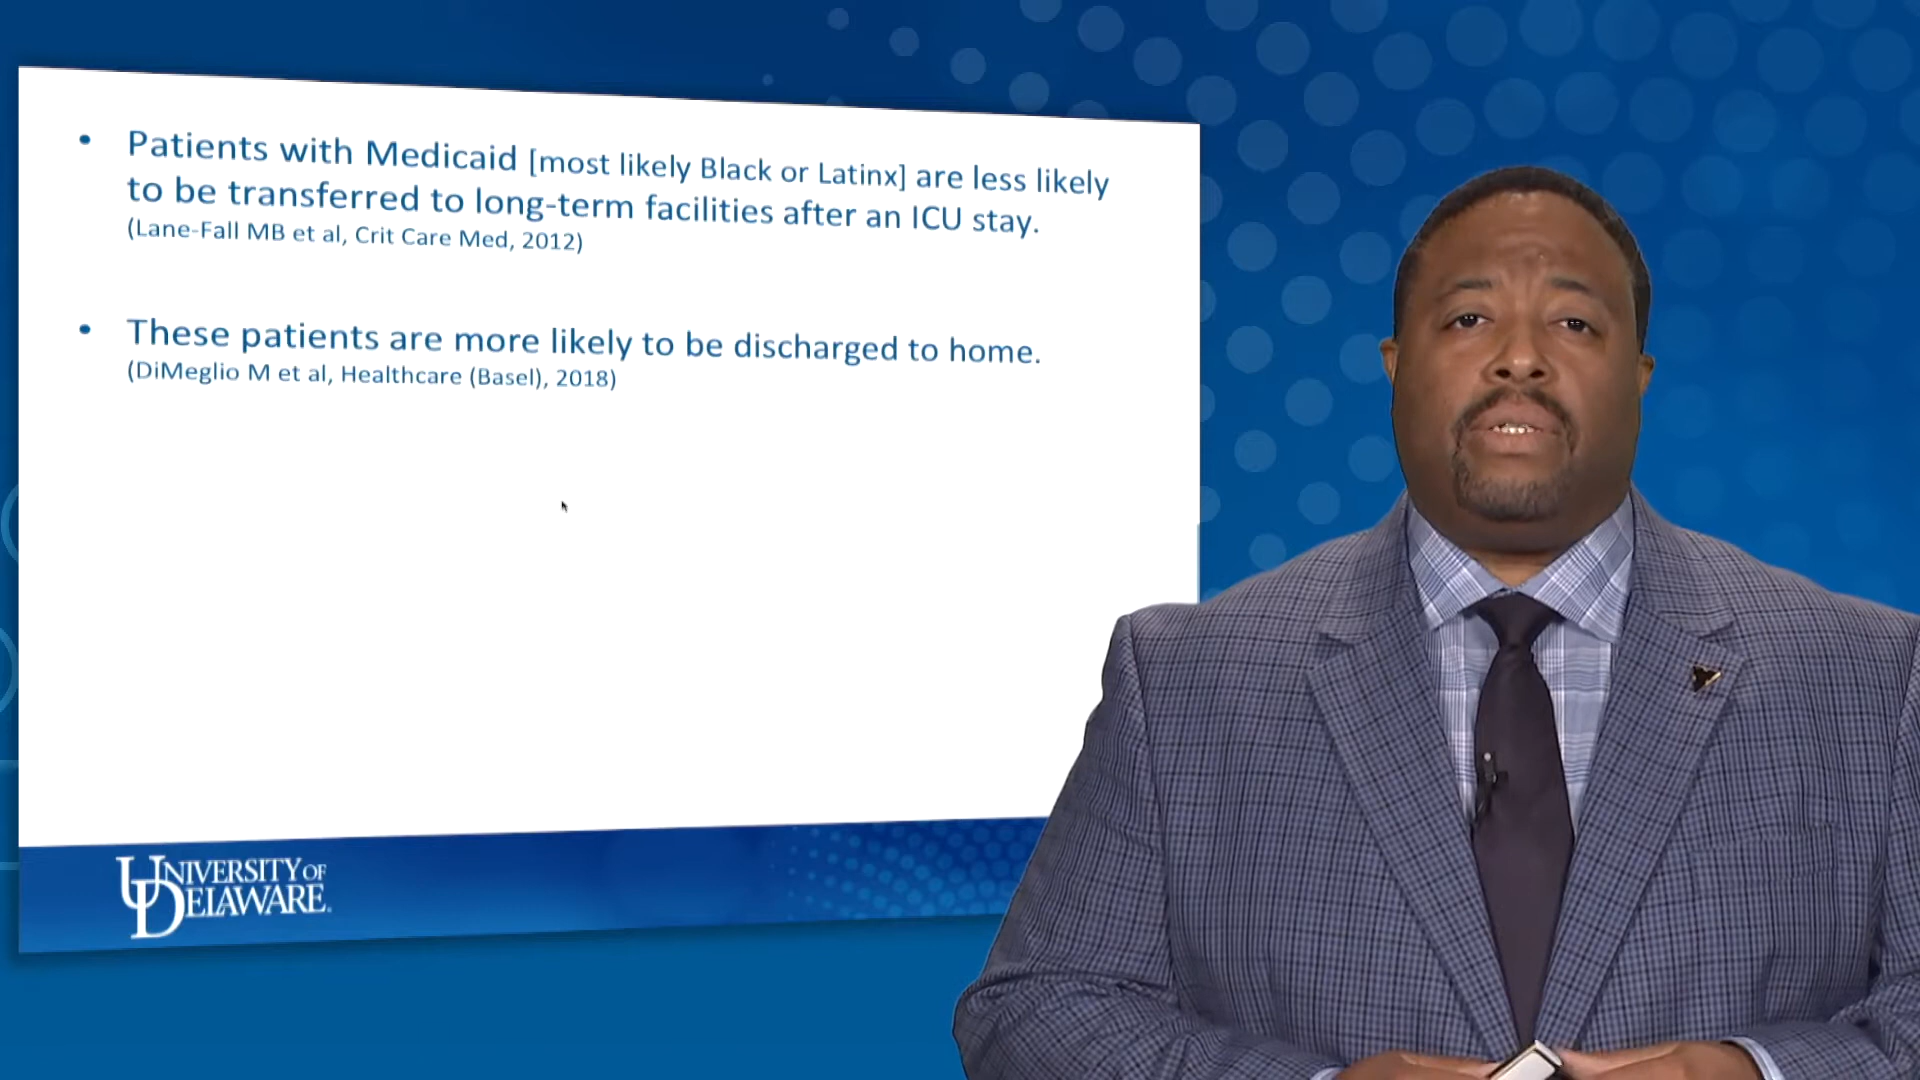 • Patients with Medicaid [most likely Black or Latinx] are less likely
to be transferred to long-term facilities after an ICU stay.
(Lane-Fall MB et al, Crit Care Med, 2012)
• These patients are more likely to be discharged to home.
(DiMeglio M et al, Healthcare (Basel), 2018)
UNIVERSITY OF
DELAWARE.